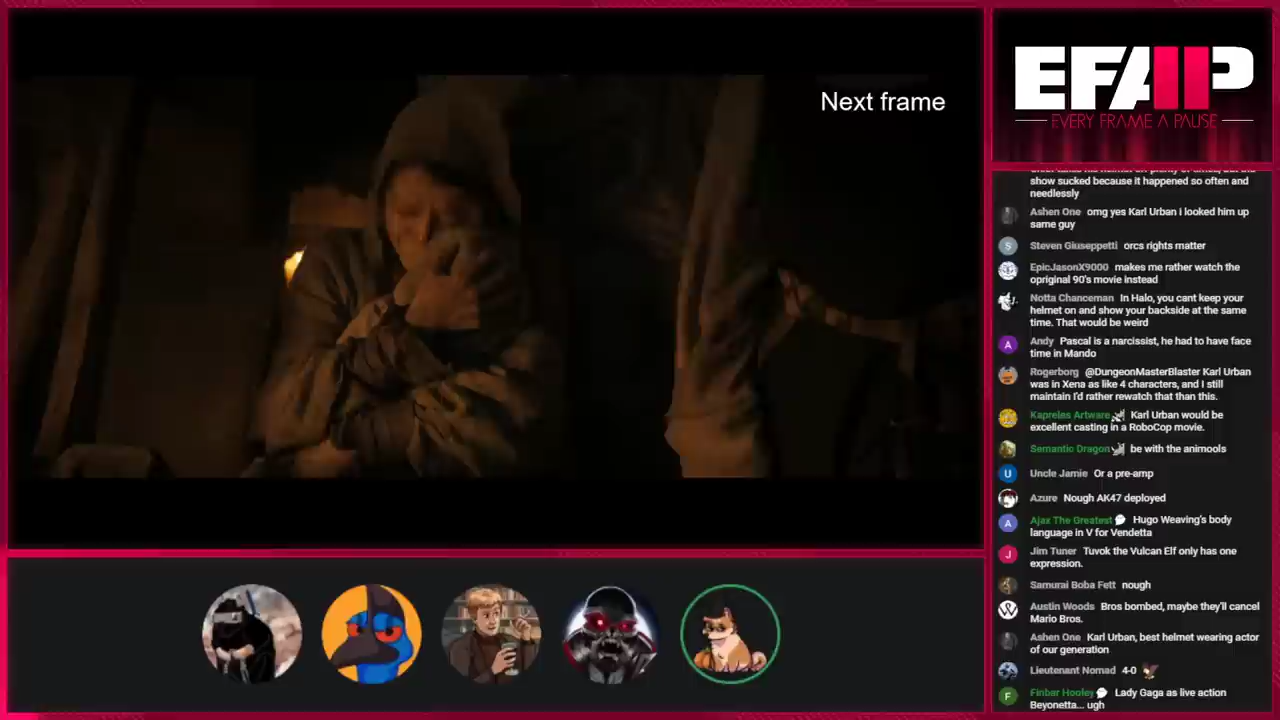 Next frame
EFAP
EVERY FRAME A PAUSE
show sucked because it happened so often and
needlessly
Ashen One omg yes Karl Urban i looked him up
same guy
S Steven Giuseppetti orcs rights matter
EpicJasonX9000 makes me rather watch the
opriginal 90's movie instead
Notta Chanceman In Halo, you cant keep your
helmet on and show your backside at the same
time. That would be weird
A Andy Pascal is a narcissist, he had to have face
time in Mando
Rogerborg @DungeonMasterBlaster Karl Urban
was in Xena as like 4 characters, and I still
maintain I'd rather rewatch that than this.
Kapreles Artware Karl Urban would be
excellent casting in a RoboCop movie.
Semantic Dragon be with the animools
U Uncle Jamie Or a pre-amp
Azure Nough AK47 deployed
A Ajax The Greatest Hugo Weaving's body
language in V for Vendetta
J Jim Tuner Tuvok the Vulcan Elf only has one
expression.
Samurai Boba Fett nough
Austin Woods Bros bombed, maybe they'll cancel
Mario Bros.
Ashen One Karl Urban, best helmet wearing actor
of our generation
Lieutenant Nomad 4-0
F Finbar Hooley Lady Gaga as live action
Beyonetta... ugh